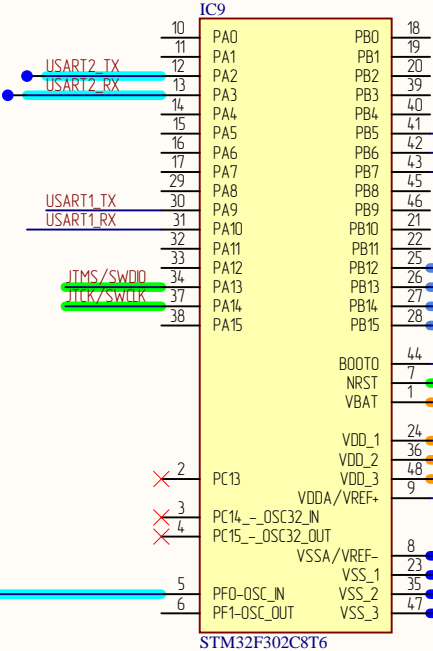 IC9
10 PA0 PB0 18
11 PA1 PB1 19
USART2_TX 12 PA2 PB2 20
USART2_RX 13 PA3 PB3 39
14 PA4 PB4 40
15 PA5 PB5 41
16 PA6 PB6 42
17 PA7 PB7 43
29 PA8 PB8 45
USART1_TX 30 PA9 PB9 46
USART1_RX 31 PA10 PB10 21
32 PA11 PB11 22
33 PA12 PB12 25
JTMS/SWDIO 34 PA13 PB13 26
JTCK/SWCLK 37 PA14 PB14 27
38 PA15 PB15 28
BOOT0 44
NRST 7
VBAT 1
VDD_1 24
VDD_2 36
2 PC13 VDD_3 48
VDDA/VREF+ 9
3 PC14_-_OSC32_IN
4 PC15_-_OSC32_OUT
VSSA/VREF- 8
VSS_1 23
5 PF0-OSC_IN VSS_2 35
6 PF1-OSC_OUT VSS_3 47
STM32F302C8T6